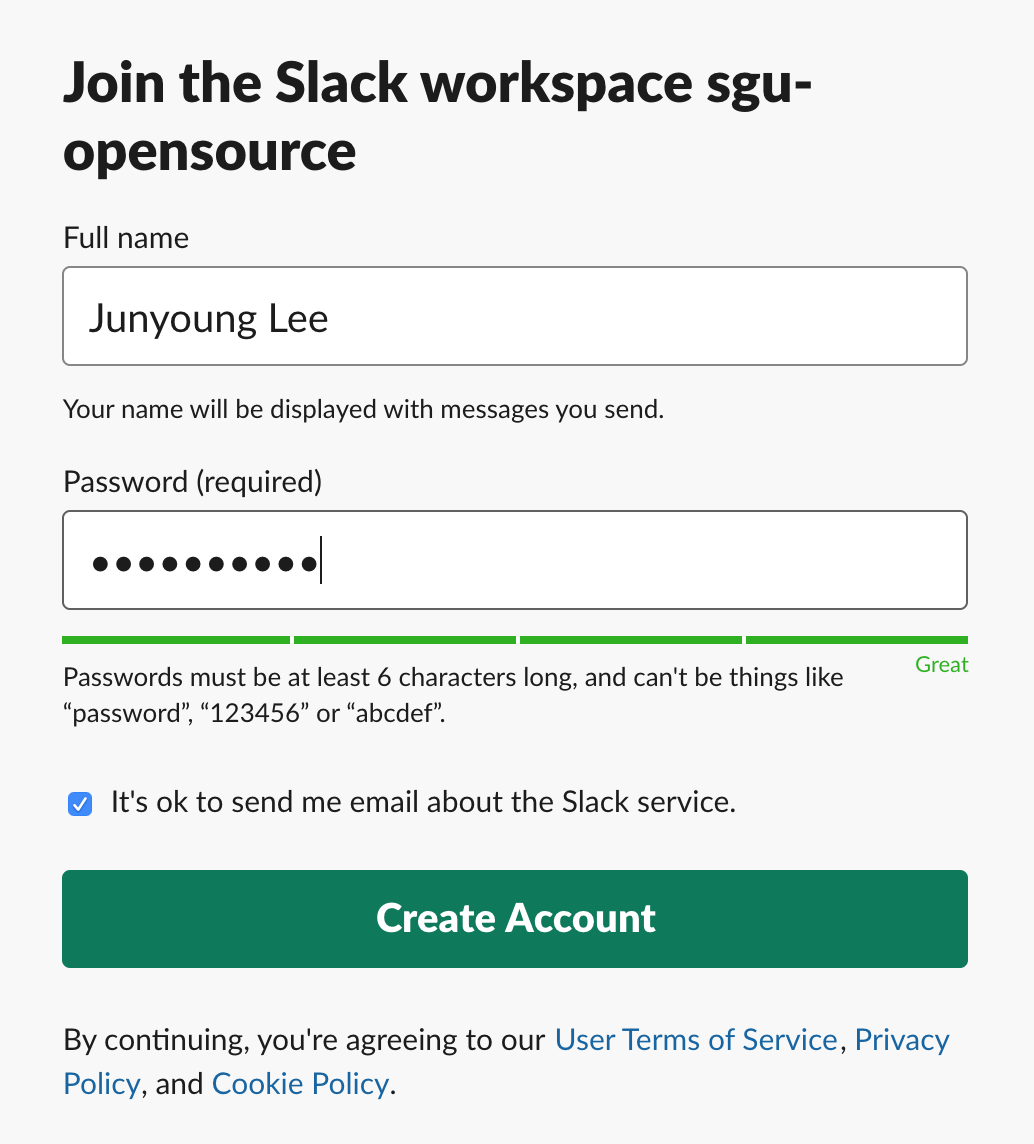 Join the Slack workspace sgu-
opensource
Full name
Junyoung Lee
Your name will be displayed with messages you send.
Password (required)
••••••••••
Great
Passwords must be at least 6 characters long, and can't be things like
“password”, “123456” or “abcdef”.
It's ok to send me email about the Slack service.
Create Account
By continuing, you're agreeing to our User Terms of Service, Privacy
Policy, and Cookie Policy.